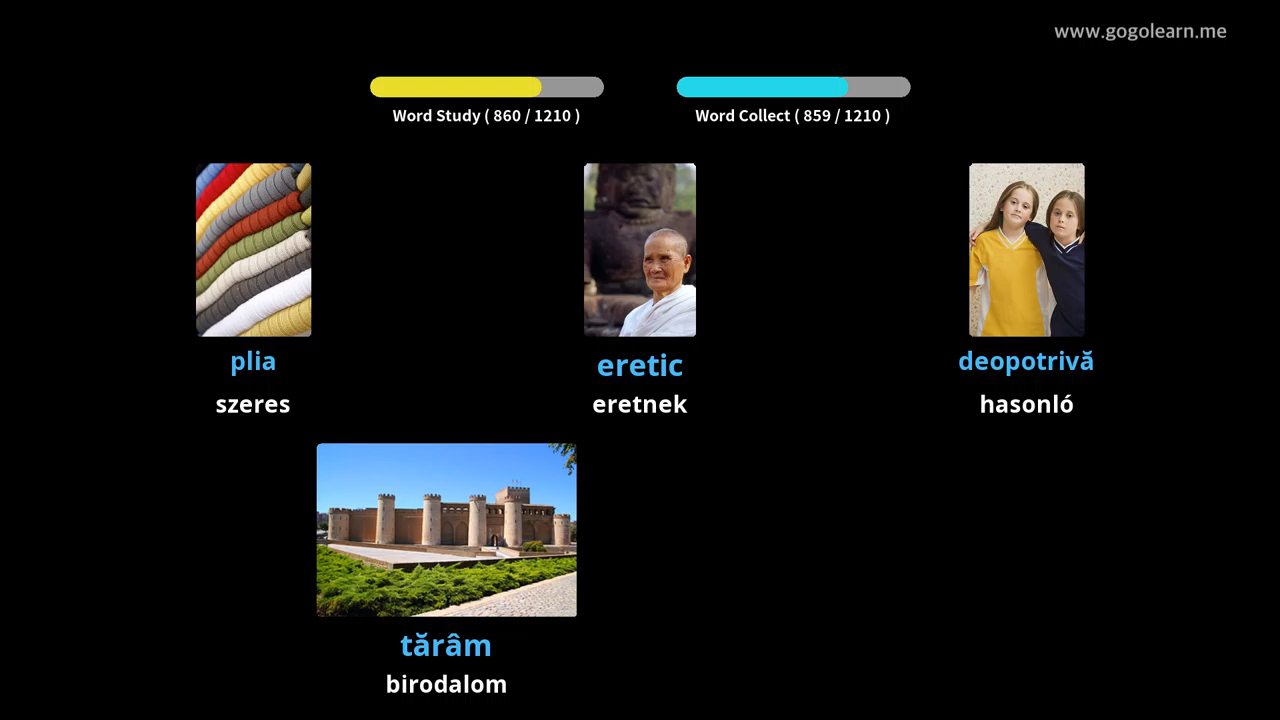 www.gogolearn.me
Word Study ( 860 / 1210 )
Word Collect ( 859 / 1210 )
plia
szeres
eretic
eretnek
deopotrivă
hasonló
tărâm
birodalom